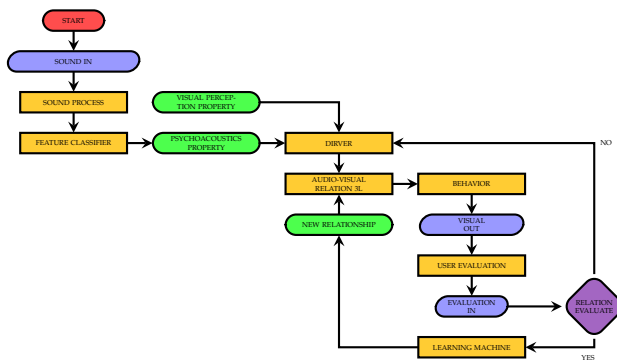 START
SOUND IN
SOUND PROCESS
VISUAL PERCEP-
TION PROPERTY
FEATURE CLASSIFIER
PSYCHOACOUSTICS
PROPERTY
DIRVER
NO
AUDIO-VISUAL
RELATION 3L
BEHAVIOR
NEW RELATIONSHIP'
VISUAL
OUT
USER EVALUATION
EVALUATION
IN
RELATION
EVALUATE
LEARNING MACHINE
YES